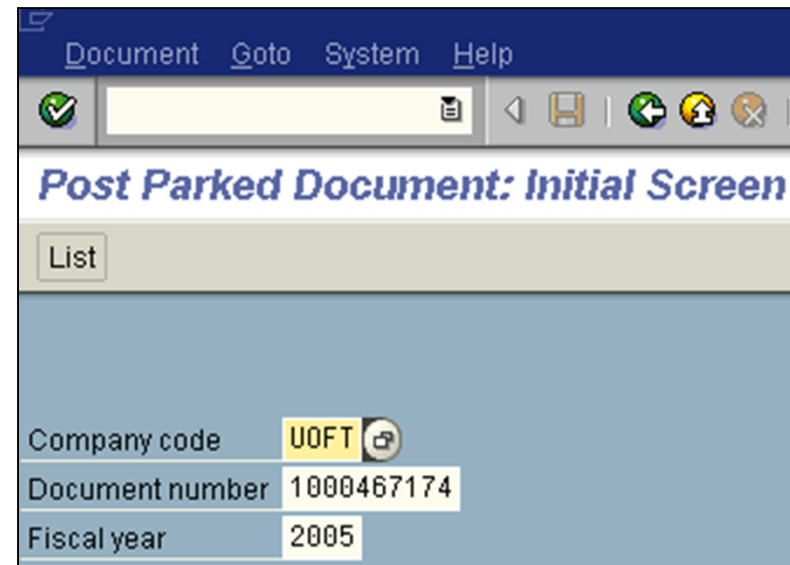 Document Goto System Help
Post Parked Document: Initial Screen
List
Company code UOFT
Document number 1000467174
Fiscal year 2005